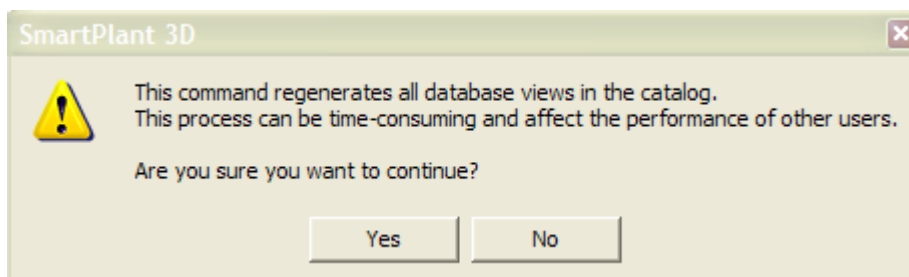 SmartPlant 3D
This command regenerates all database views in the catalog.
This process can be time-consuming and affect the performance of other users.
Are you sure you want to continue?
Yes No